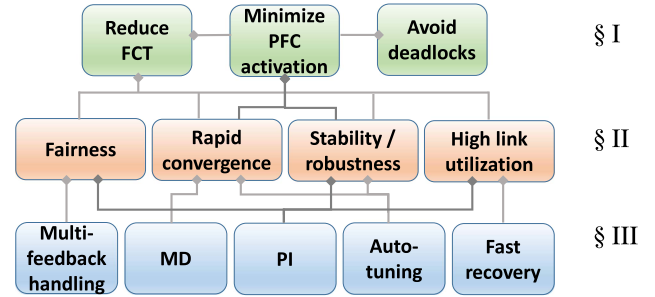 Reduce
FCT
Minimize
PFC
activation
Avoid
deadlocks
§ I
Fairness
Rapid
convergence
Stability /
robustness
High link
utilization
§ II
Multi-
feedback
handling
MD
PI
Auto-
tuning
Fast
recovery
§ III